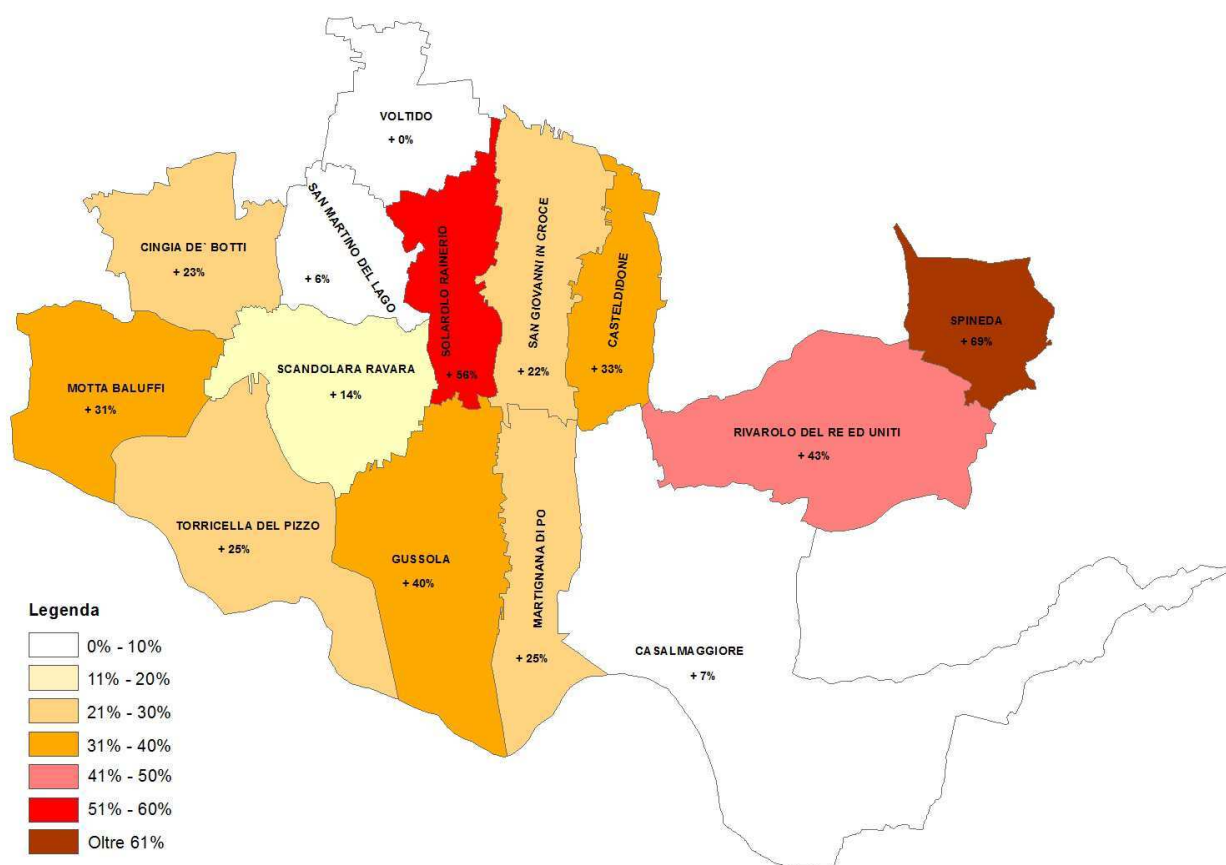 VOLTIDO
+ 0%
SAN MARTINO DEL LAGO
+ 6%
CINGIA DE` BOTTI
+ 23%
SOLAROLO RAINERIO
+ 56%
SAN GIOVANNI IN CROCE
+ 22%
CASTELDIDONE
+ 33%
SPINEDA
+ 69%
MOTTA BALUFFI
+ 31%
SCANDOLARA RAVARA
+ 14%
RIVAROLO DEL RE ED UNITI
+ 43%
TORRICELLA DEL PIZZO
+ 25%
GUSSOLA
+ 40%
MARTIGNANA DI PO
+ 25%
CASALMAGGIORE
+ 7%
Legenda
0% - 10%
11% - 20%
21% - 30%
31% - 40%
41% - 50%
51% - 60%
Oltre 61%